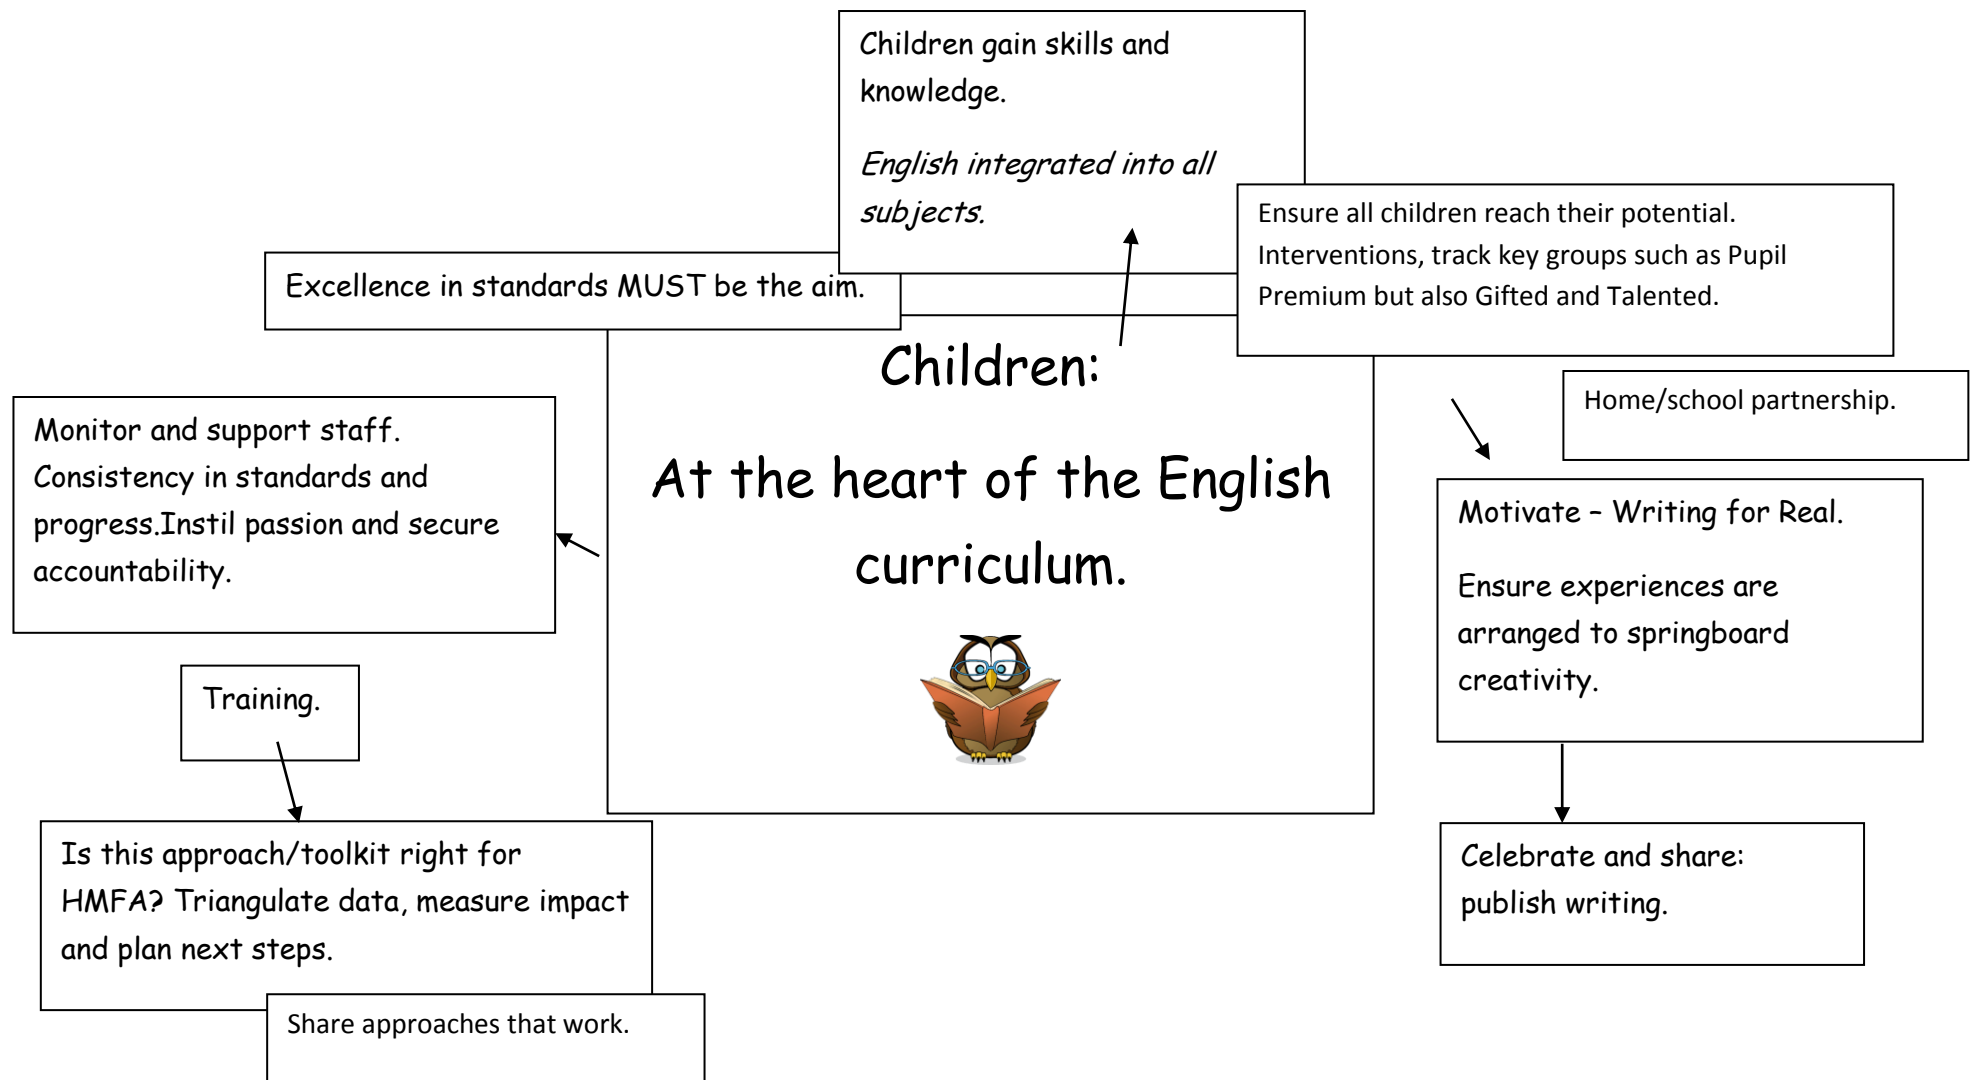 Children gain skills and
knowledge.
English integrated into all
subjects.
Ensure all children reach their potential.
Interventions, track key groups such as Pupil
Premium but also Gifted and Talented.
Excellence in standards MUST be the aim.
Children:
At the heart of the English
curriculum.
Home/school partnership.
Monitor and support staff.
Consistency in standards and
progress.Instil passion and secure
accountability.
Motivate – Writing for Real.
Ensure experiences are
arranged to springboard
creativity.
Training.
Is this approach/toolkit right for
HMFA? Triangulate data, measure impact
and plan next steps.
Celebrate and share:
publish writing.
Share approaches that work.